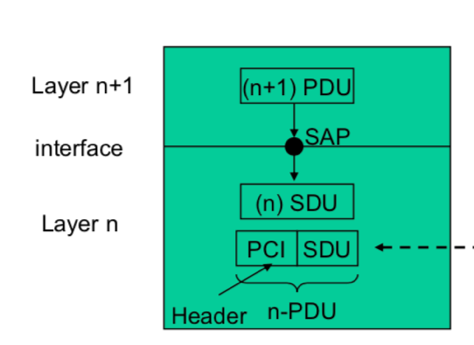 Layer n+1
(n+1) PDU
SAP
interface
(n) SDU
Layer n
PCI SDU
Header
n-PDU